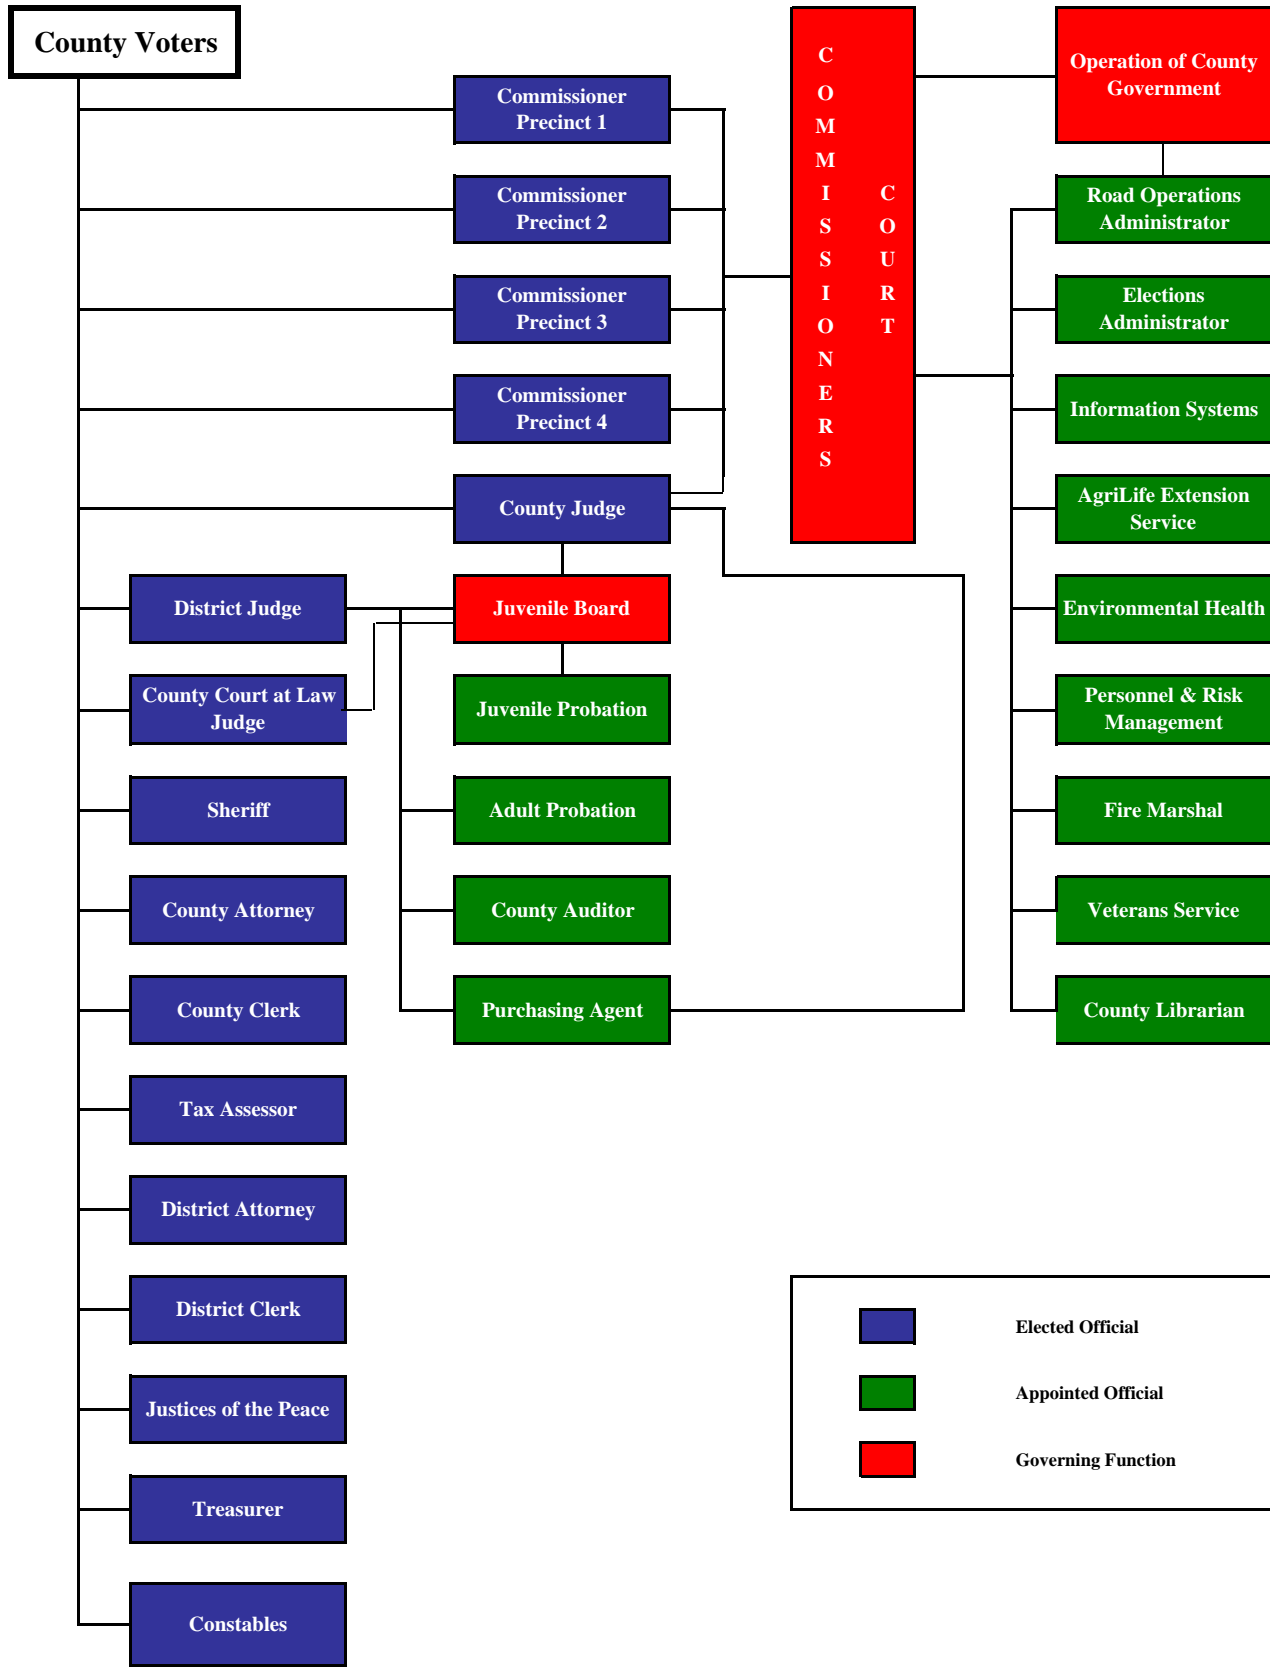 County Voters
COMMISSIONERS
COURT
Operation of County
Government
Commissioner
Precinct 1
Commissioner
Precinct 2
Road Operations
Administrator
Commissioner
Precinct 3
Elections
Administrator
Commissioner
Precinct 4
Information Systems
County Judge
AgriLife Extension
Service
District Judge
Juvenile Board
Environmental Health
County Court at Law
Judge
Juvenile Probation
Personnel & Risk
Management
Sheriff
Adult Probation
Fire Marshal
County Attorney
County Auditor
Veterans Service
County Clerk
Purchasing Agent
County Librarian
Tax Assessor
District Attorney
District Clerk
Justices of the Peace
Treasurer
Constables
Elected Official
Appointed Official
Governing Function